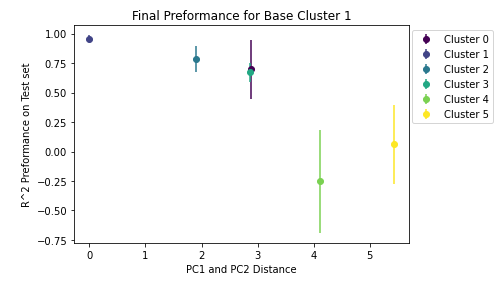 Final Preformance for Base Cluster 1
R^2 Preformance on Test set
1.00
0.75
0.50
0.25
0.00
−0.25
−0.50
−0.75
0 1 2 3 4 5
PC1 and PC2 Distance
Cluster 0
Cluster 1
Cluster 2
Cluster 3
Cluster 4
Cluster 5